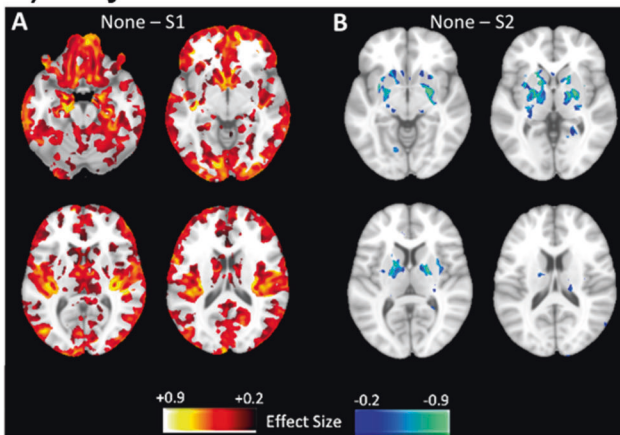 A None – S1
B None – S2
+0.9 +0.2 Effect Size -0.2 -0.9